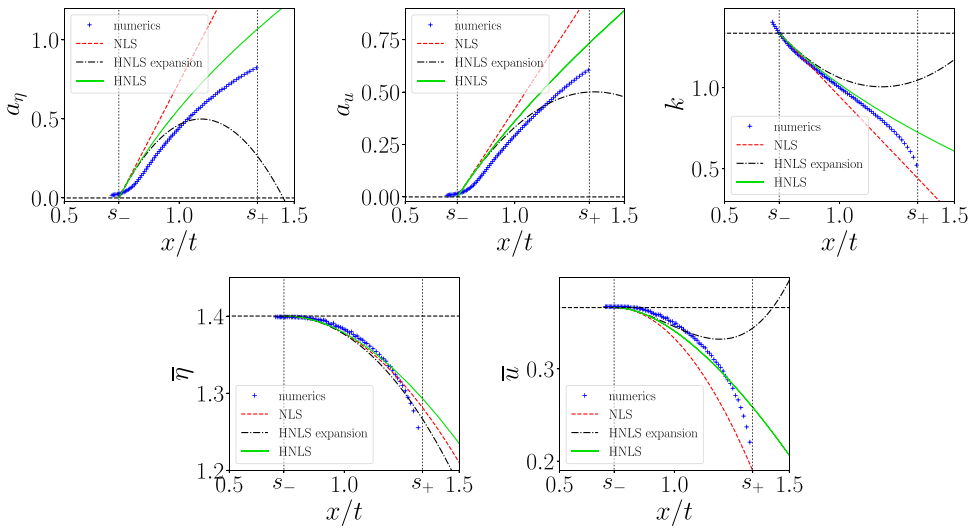 1.0
0.5
0.0
a_η
numerics
NLS
HNLS expansion
HNLS
0.5 s_− 1.0 s_+ 1.5
x/t
0.75
0.50
0.25
0.00
a_u
numerics
NLS
HNLS expansion
HNLS
0.5 s_− 1.0 s_+ 1.5
x/t
1.0
0.5
k
numerics
NLS
HNLS expansion
HNLS
0.5 s_− 1.0 s_+ 1.5
x/t
1.4
1.3
1.2
η̅
numerics
NLS
HNLS expansion
HNLS
0.5 s_− 1.0 s_+ 1.5
x/t
0.3
0.2
u̅
numerics
NLS
HNLS expansion
HNLS
0.5 s_− 1.0 s_+ 1.5
x/t